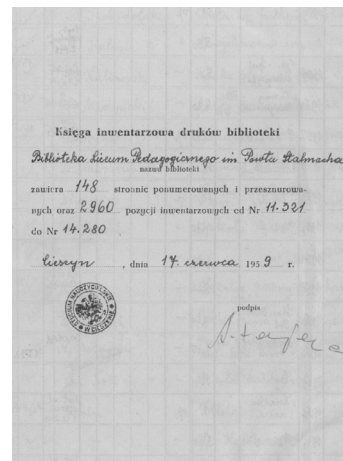 Księga inwentarzowa druków biblioteki
Biblioteka Liceum Pedagogicznego im. Pawła Stalmacha
nazwa biblioteki
zawiera 148 stronnic ponumerowanych i przesznurowa-
nych oraz 2960 pozycji inwentarzowych od Nr 11.321
do Nr 14.280
Cieszyn , dnia 17. czerwca 1959 r.
W CIESZYNIE
podpis